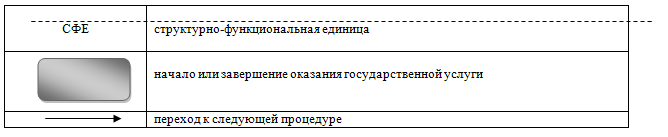 СФЕ структурно-функциональная единица
начало или завершение оказания государственной услуги
переход к следующей процедуре